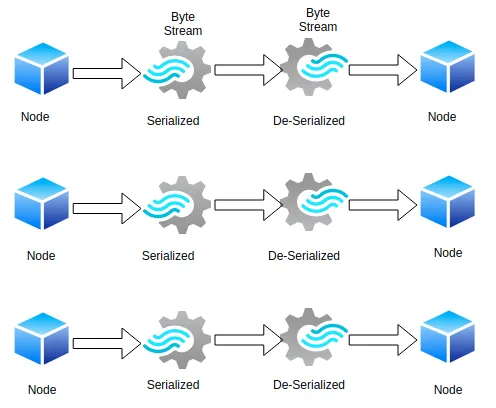 Byte
Stream
Byte
Stream
Node
Serialized
De-Serialized
Node
Node
Serialized
De-Serialized
Node
Node
Serialized
De-Serialized
Node